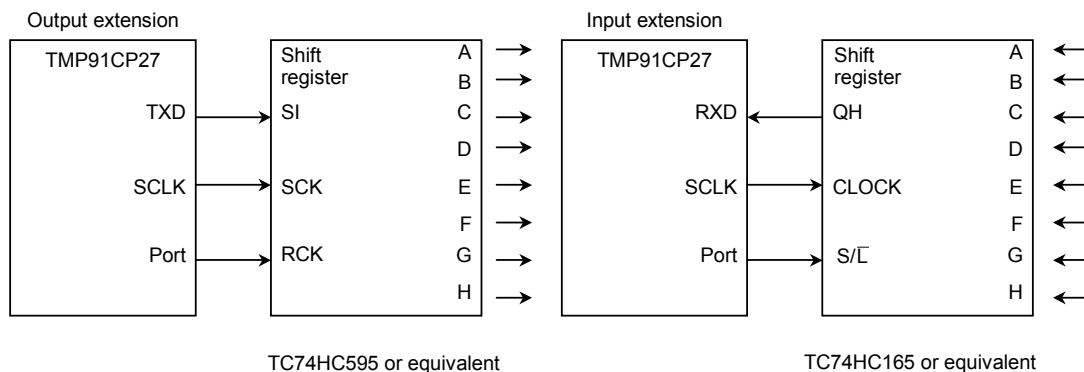 Output extension
TMP91CP27
TXD
SCLK
Port
Shift
register
SI
SCK
RCK
A
B
C
D
E
F
G
H
TC74HC595 or equivalent
Input extension
TMP91CP27
RXD
SCLK
Port
Shift
register
QH
CLOCK
S/L̅
A
B
C
D
E
F
G
H
TC74HC165 or equivalent